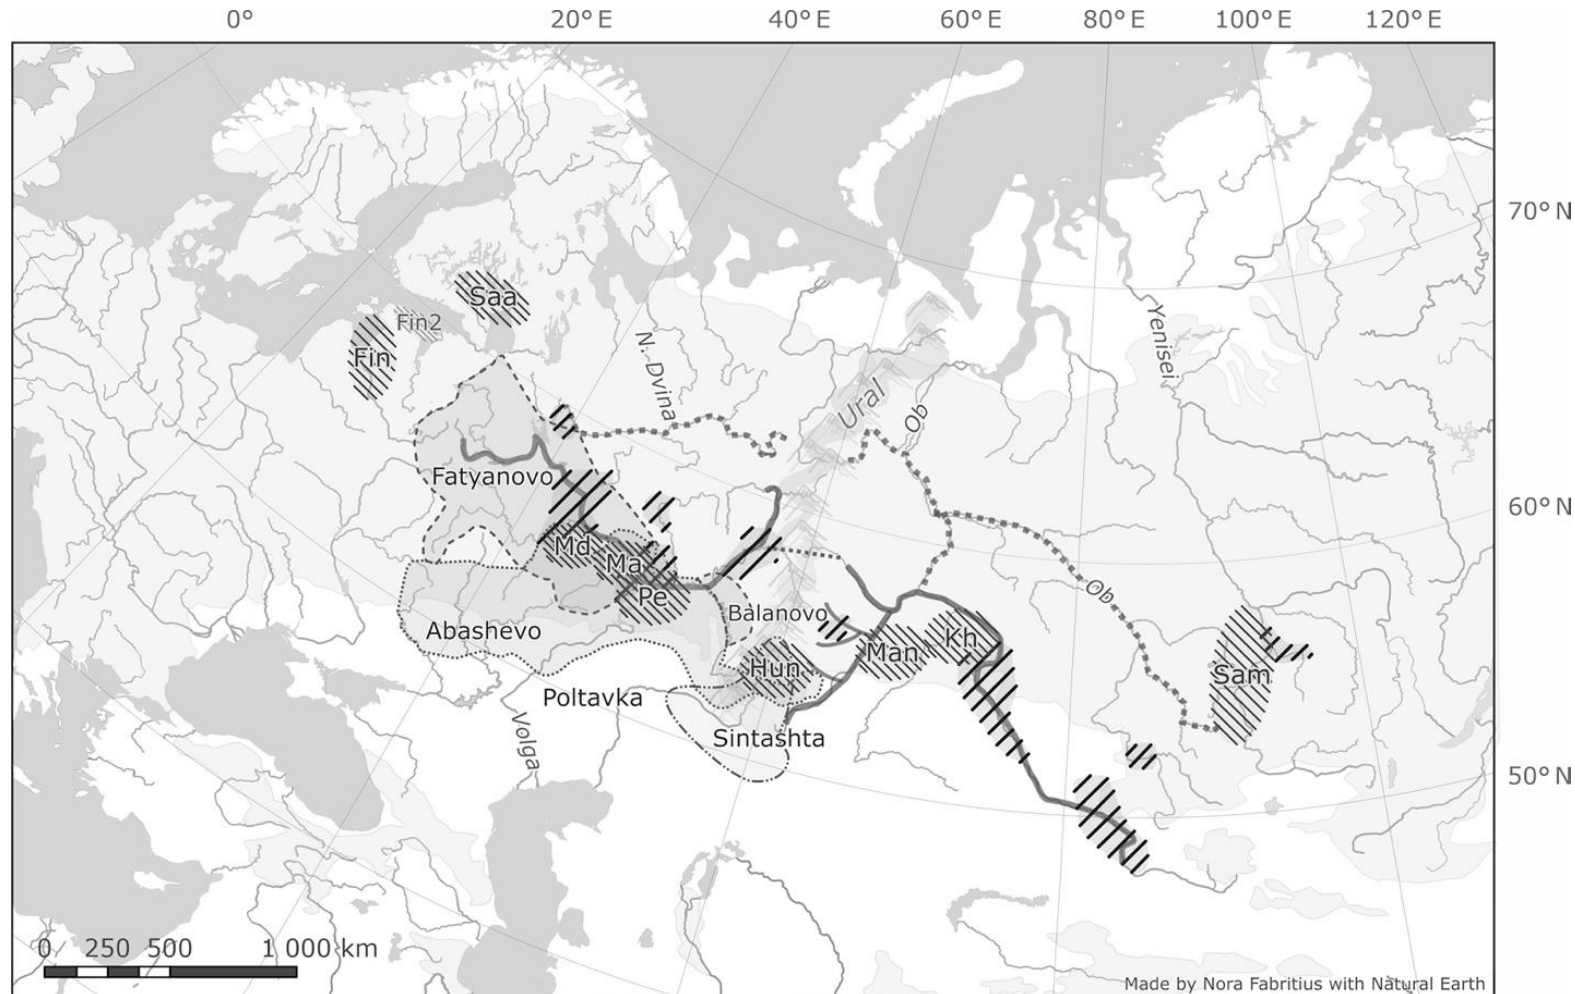 0°
20° E
40° E
60° E
80° E
100° E
120° E
70° N
Saa
Fin2
Fin
N. Dvina
Yenisei
Ural
Ob
Fatyanovo
60° N
Md
Ma
Pe
Ob
Balanovo
Abashevo
Man
Kh
Hun
Sam
Poltavka
Volga
Sintashta
50° N
0 250 500 1 000 km
Made by Nora Fabritius with Natural Earth